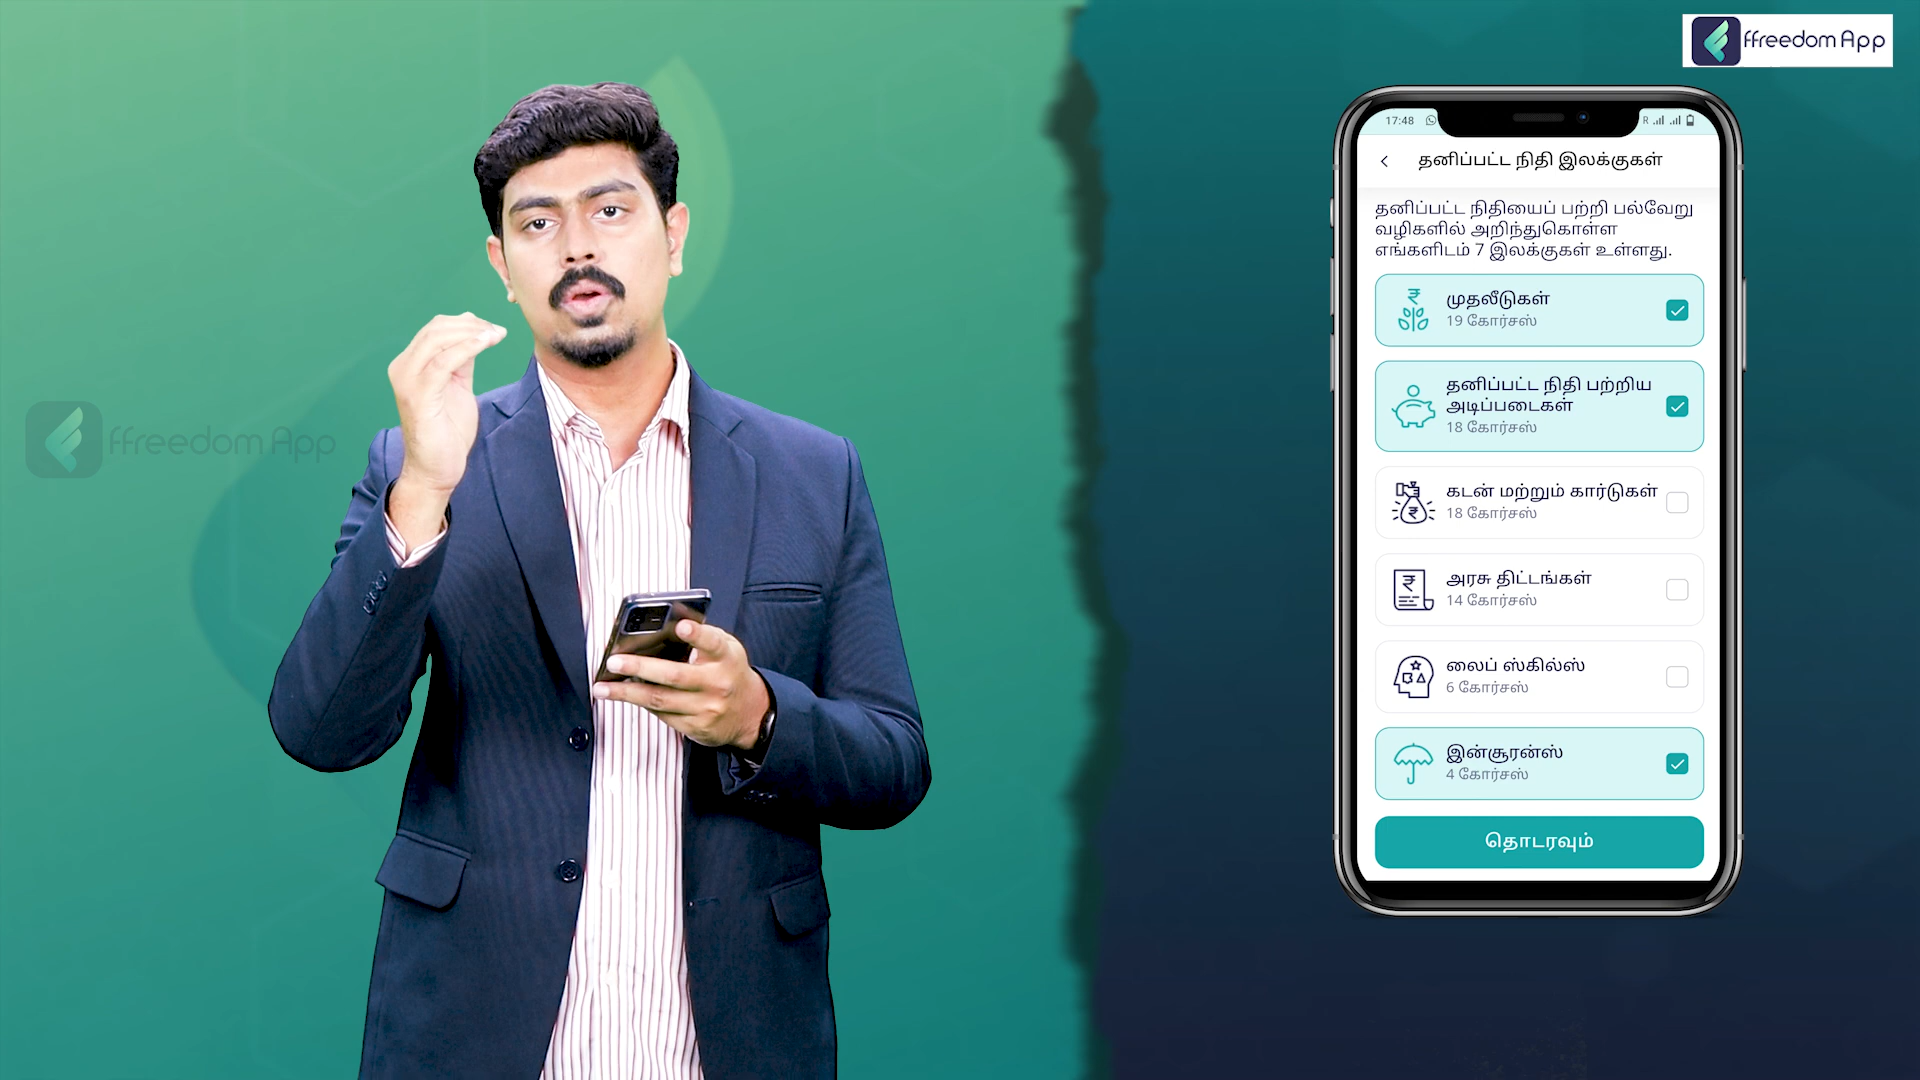 ffreedom App
ffreedom App
17:48
R
தனிப்பட்ட நிதி இலக்குகள்
தனிப்பட்ட நிதியைப் பற்றி பல்வேறு
வழிகளில் அறிந்துகொள்ள
எங்களிடம் 7 இலக்குகள் உள்ளது.
முதலீடுகள்
19 கோர்சஸ்
தனிப்பட்ட நிதி பற்றிய
அடிப்படைகள்
18 கோர்சஸ்
கடன் மற்றும் கார்டுகள்
18 கோர்சஸ்
அரசு திட்டங்கள்
14 கோர்சஸ்
லைப் ஸ்கில்ஸ்
6 கோர்சஸ்
இன்சூரன்ஸ்
4 கோர்சஸ்
தொடரவும்